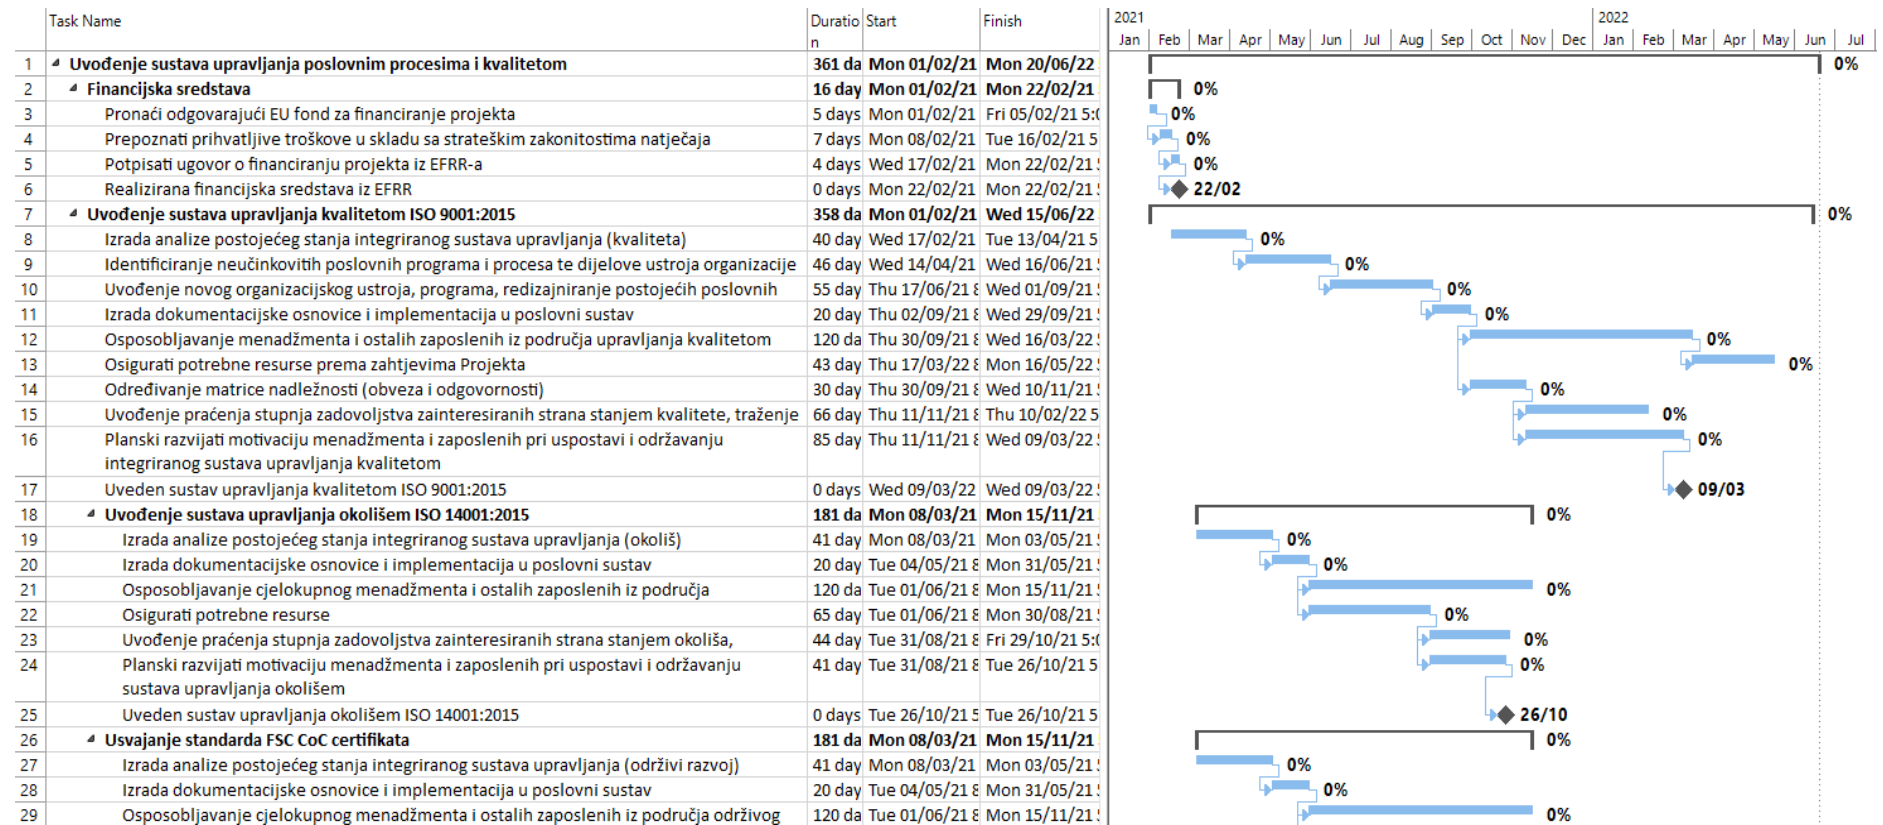 Task Name Duratio Start Finish 2021 2022
n Jan Feb Mar Apr May Jun Jul Aug Sep Oct Nov Dec Jan Feb Mar Apr May Jun Jul
1 Uvođenje sustava upravljanja poslovnim procesima i kvalitetom 361 da Mon 01/02/21 Mon 20/06/22 0%
2 Financijska sredstava 16 day Mon 01/02/21 Mon 22/02/21 0%
3 Pronaći odgovarajući EU fond za financiranje projekta 5 days Mon 01/02/21 Fri 05/02/21 5:0 0%
4 Prepoznati prihvatljive troškove u skladu sa strateškim zakonitostima natječaja 7 days Mon 08/02/21 Tue 16/02/21 5 0%
5 Potpisati ugovor o financiranju projekta iz EFRR-a 4 days Wed 17/02/21 Mon 22/02/21 0%
6 Realizirana financijska sredstava iz EFRR 0 days Mon 22/02/21 Mon 22/02/21 22/02
7 Uvođenje sustava upravljanja kvalitetom ISO 9001:2015 358 da Mon 01/02/21 Wed 15/06/22 0%
8 Izrada analize postojećeg stanja integriranog sustava upravljanja (kvaliteta) 40 day Wed 17/02/21 Tue 13/04/21 5 0%
9 Identificiranje neučinkovitih poslovnih programa i procesa te dijelove ustroja organizacije 46 day Wed 14/04/21 Wed 16/06/21 0%
10 Uvođenje novog organizacijskog ustroja, programa, redizajniranje postojećih poslovnih 55 day Thu 17/06/21 8 Wed 01/09/21 0%
11 Izrada dokumentacijske osnovice i implementacija u poslovni sustav 20 day Thu 02/09/21 8 Wed 29/09/21 0%
12 Osposobljavanje menadžmenta i ostalih zaposlenih iz područja upravljanja kvalitetom 120 da Thu 30/09/21 8 Wed 16/03/22 0%
13 Osigurati potrebne resurse prema zahtjevima Projekta 43 day Thu 17/03/22 8 Mon 16/05/22 0%
14 Određivanje matrice nadležnosti (obveza i odgovornosti) 30 day Thu 30/09/21 8 Wed 10/11/21 0%
15 Uvođenje praćenja stupnja zadovoljstva zainteresiranih strana stanjem kvalitete, traženje 66 day Thu 11/11/21 8 Thu 10/02/22 5 0%
16 Planski razvijati motivaciju menadžmenta i zaposlenih pri uspostavi i održavanju 85 day Thu 11/11/21 8 Wed 09/03/22 0%
integriranog sustava upravljanja kvalitetom
17 Uveden sustav upravljanja kvalitetom ISO 9001:2015 0 days Wed 09/03/22 Wed 09/03/22 09/03
18 Uvođenje sustava upravljanja okolišem ISO 14001:2015 181 da Mon 08/03/21 Mon 15/11/21 0%
19 Izrada analize postojećeg stanja integriranog sustava upravljanja (okoliš) 41 day Mon 08/03/21 Mon 03/05/21 0%
20 Izrada dokumentacijske osnovice i implementacija u poslovni sustav 20 day Tue 04/05/21 8 Mon 31/05/21 0%
21 Osposobljavanje cjelokupnog menadžmenta i ostalih zaposlenih iz područja 120 da Tue 01/06/21 8 Mon 15/11/21 0%
22 Osigurati potrebne resurse 65 day Tue 01/06/21 8 Mon 30/08/21 0%
23 Uvođenje praćenja stupnja zadovoljstva zainteresiranih strana stanjem okoliša, 44 day Tue 31/08/21 8 Fri 29/10/21 5:0 0%
24 Planski razvijati motivaciju menadžmenta i zaposlenih pri uspostavi i održavanju 41 day Tue 31/08/21 8 Tue 26/10/21 5 0%
sustava upravljanja okolišem
25 Uveden sustav upravljanja okolišem ISO 14001:2015 0 days Tue 26/10/21 5 Tue 26/10/21 5 26/10
26 Usvajanje standarda FSC CoC certifikata 181 da Mon 08/03/21 Mon 15/11/21 0%
27 Izrada analize postojećeg stanja integriranog sustava upravljanja (održivi razvoj) 41 day Mon 08/03/21 Mon 03/05/21 0%
28 Izrada dokumentacijske osnovice i implementacija u poslovni sustav 20 day Tue 04/05/21 8 Mon 31/05/21 0%
29 Osposobljavanje cjelokupnog menadžmenta i ostalih zaposlenih iz područja održivog 120 da Tue 01/06/21 8 Mon 15/11/21 0%